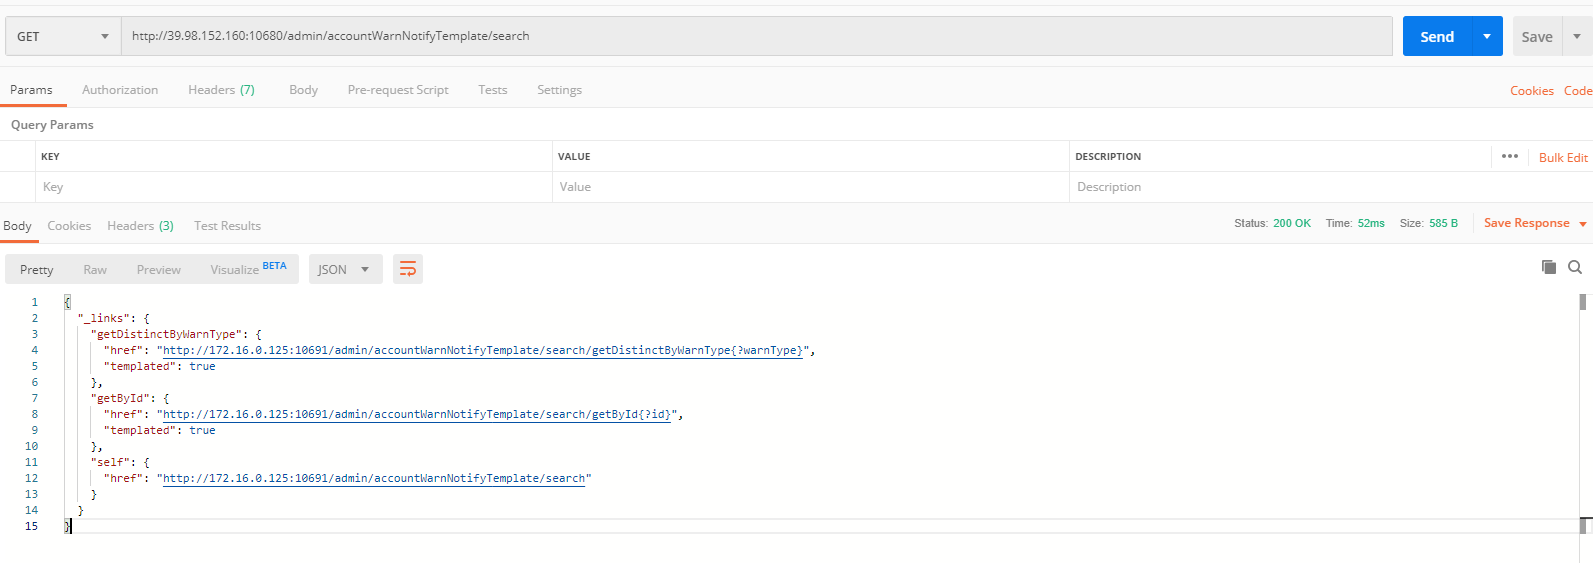 GET http://39.98.152.160:10680/admin/accountWarnNotifyTemplate/search Send Save
Params Authorization Headers (7) Body Pre-request Script Tests Settings Cookies Code
Query Params
KEY VALUE DESCRIPTION ••• Bulk Edit
Key Value Description
Body Cookies Headers (3) Test Results Status: 200 OK Time: 52ms Size: 585 B Save Response
Pretty Raw Preview Visualize BETA JSON
1 {
2 "_links": {
3 "getDistinctByWarnType": {
4 "href": "http://172.16.0.125:10691/admin/accountWarnNotifyTemplate/search/getDistinctByWarnType{?warnType}",
5 "templated": true
6 },
7 "getById": {
8 "href": "http://172.16.0.125:10691/admin/accountWarnNotifyTemplate/search/getById{?id}",
9 "templated": true
10 },
11 "self": {
12 "href": "http://172.16.0.125:10691/admin/accountWarnNotifyTemplate/search"
13 }
14 }
15 }